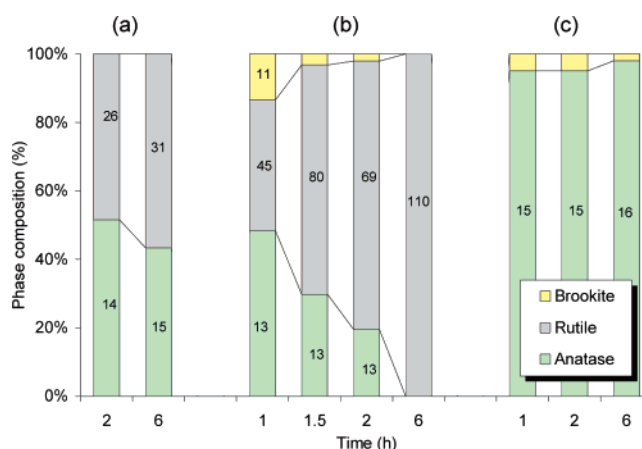 (a) (b) (c)
100%
80%
60%
40%
20%
0%
Phase composition (%)
26 31
14 15
11
45 80 69 110
13 13 13
15 15 16
Brookite
Rutile
Anatase
2 6 1 1.5 2 6 1 2 6
Time (h)